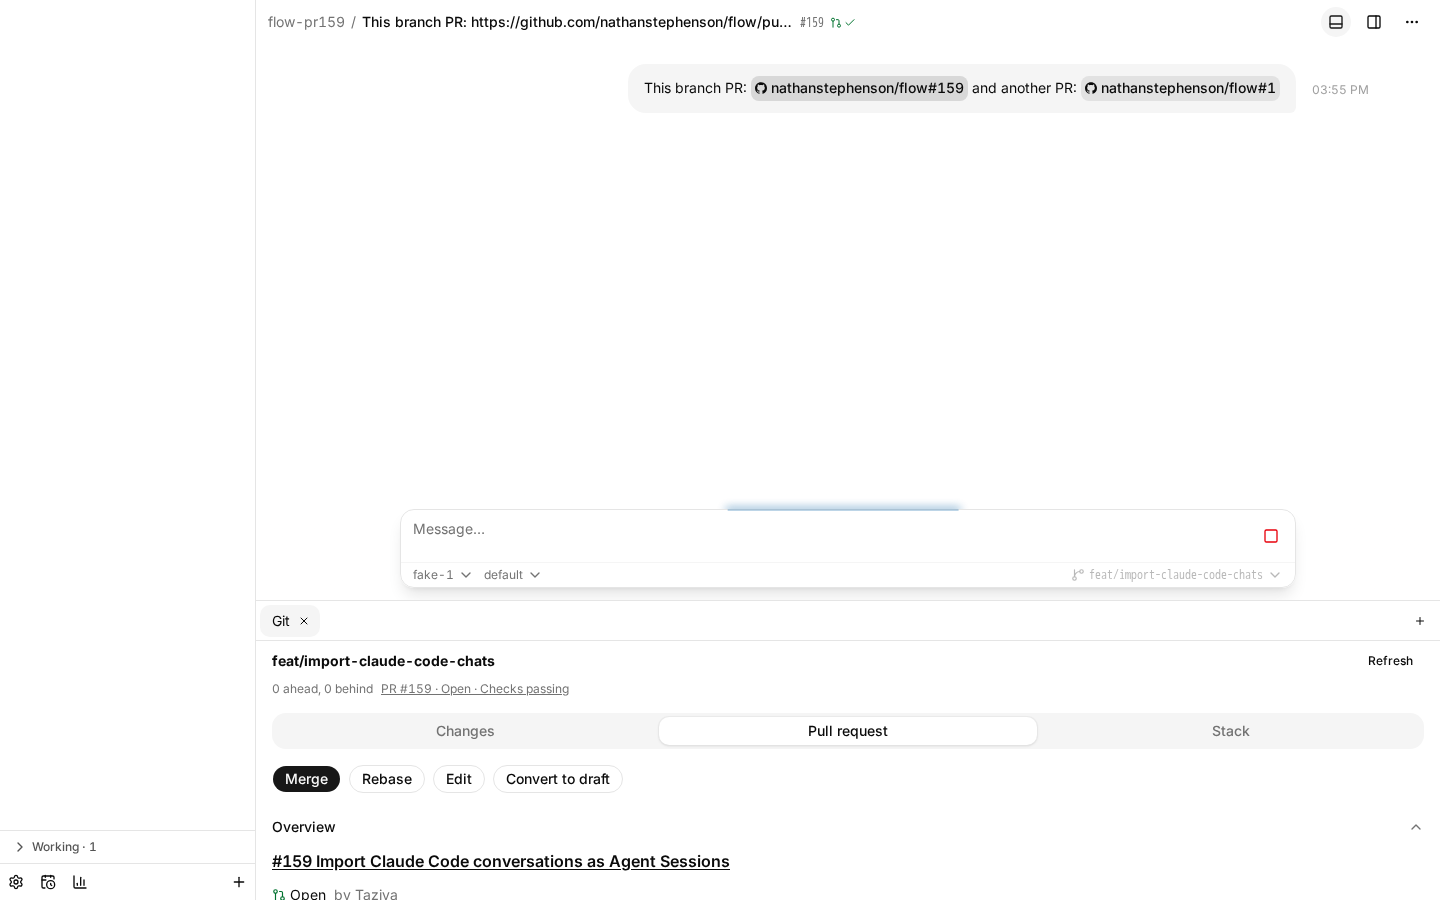 flow-pr159 / This branch PR: https://github.com/nathanstephenson/flow/pu... #159
This branch PR: nathanstephenson/flow#159 and another PR: nathanstephenson/flow#1
03:55 PM
Message...
fake-1 default feat/import-claude-code-chats
Git
feat/import-claude-code-chats
Refresh
0 ahead, 0 behind PR #159 · Open · Checks passing
Changes Pull request Stack
Merge Rebase Edit Convert to draft
Overview
#159 Import Claude Code conversations as Agent Sessions
Open by Taziva
Working · 1